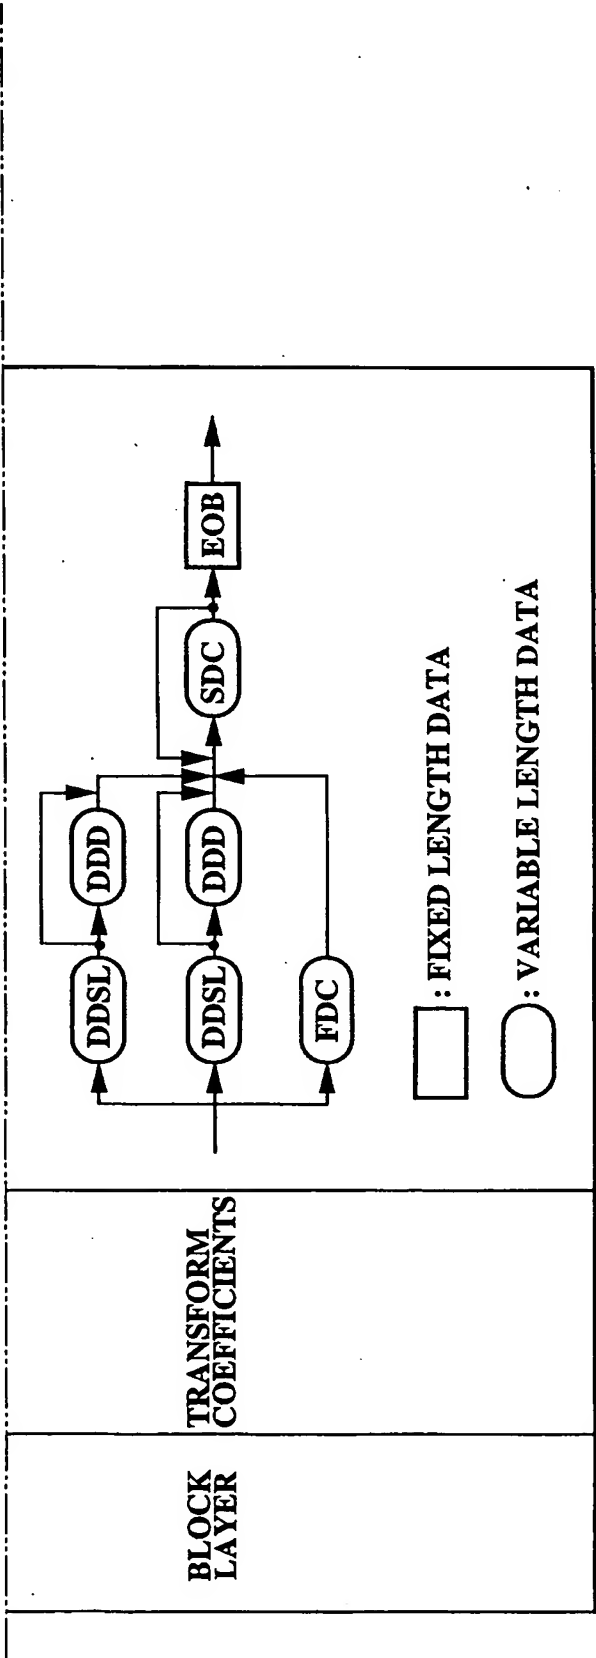 BLOCK
LAYER
TRANSFORM
COEFFICIENTS
DDSL
DDD
DDSL
DDD
SDC
EOB
FDC
: FIXED LENGTH DATA
: VARIABLE LENGTH DATA